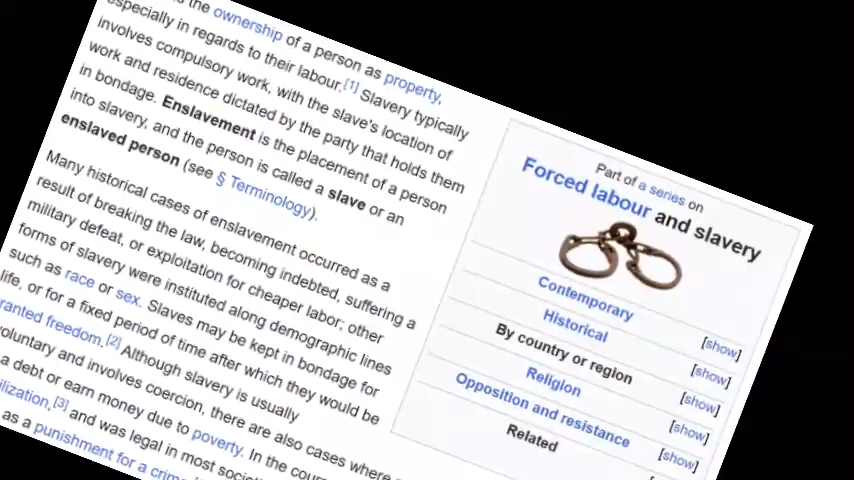 the ownership of a person as property,
especially in regards to their labour.[1] Slavery typically
involves compulsory work, with the slave's location of
work and residence dictated by the party that holds them
in bondage. Enslavement is the placement of a person
into slavery, and the person is called a slave or an
enslaved person (see § Terminology).
Many historical cases of enslavement occurred as a
result of breaking the law, becoming indebted, suffering a
military defeat, or exploitation for cheaper labor; other
forms of slavery were instituted along demographic lines
such as race or sex. Slaves may be kept in bondage for
life, or for a fixed period of time after which they would be
granted freedom.[2] Although slavery is usually
voluntary and involves coercion, there are also cases where
a debt or earn money due to poverty. In the
[3] and was legal in most
as a punishment for a crime
Part of a series on
Forced labour and slavery
Contemporary [show]
Historical [show]
By country or region [show]
Religion [show]
Opposition and resistance [show]
Related